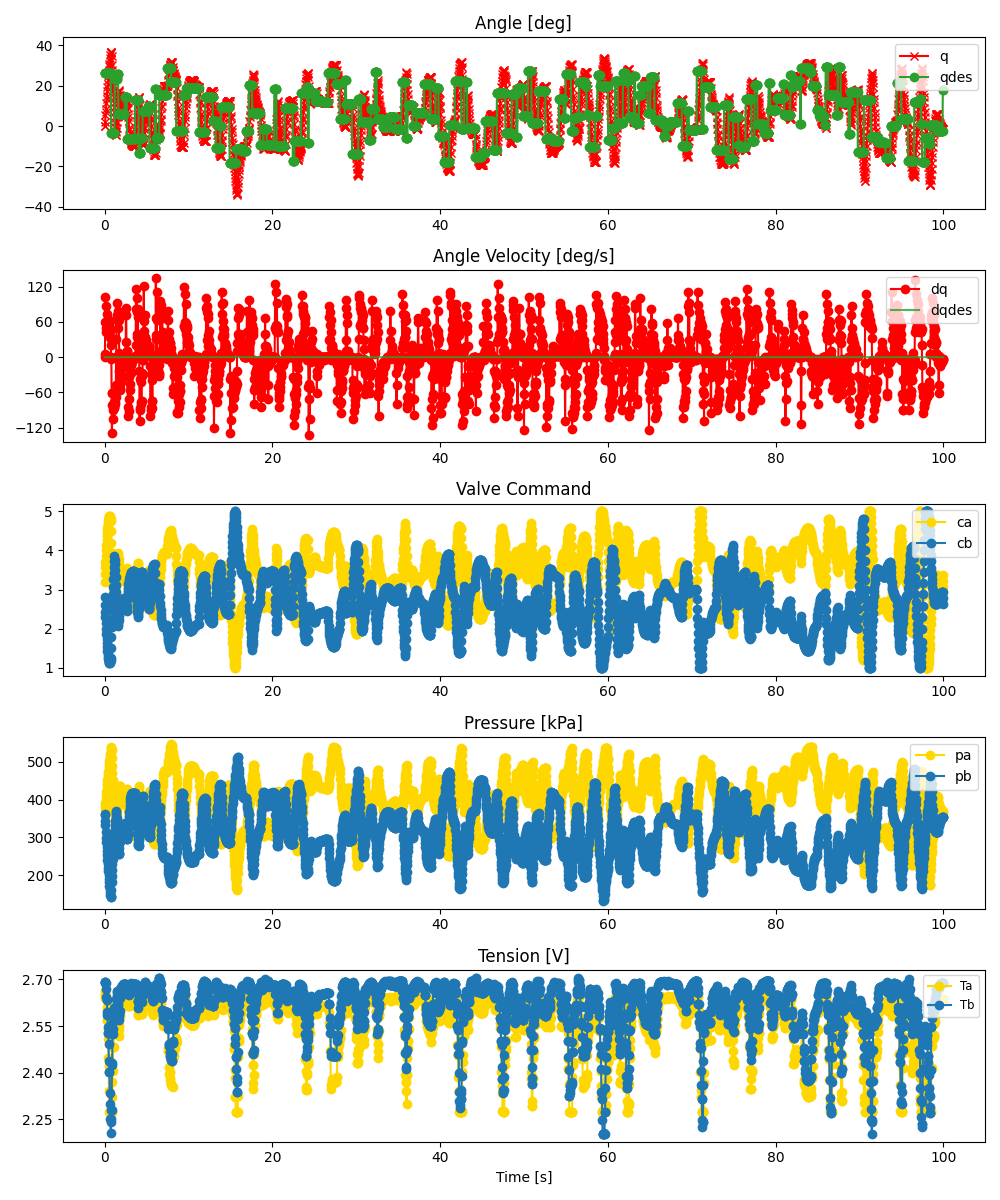 Angle [deg]
40
20
0
−20
−40
q
qdes
0 20 40 60 80 100
Angle Velocity [deg/s]
120
60
0
−60
−120
dq
dqdes
0 20 40 60 80 100
Valve Command
5
4
3
2
1
ca
cb
0 20 40 60 80 100
Pressure [kPa]
500
400
300
200
pa
pb
0 20 40 60 80 100
Tension [V]
2.70
2.55
2.40
2.25
Ta
Tb
0 20 40 60 80 100
Time [s]